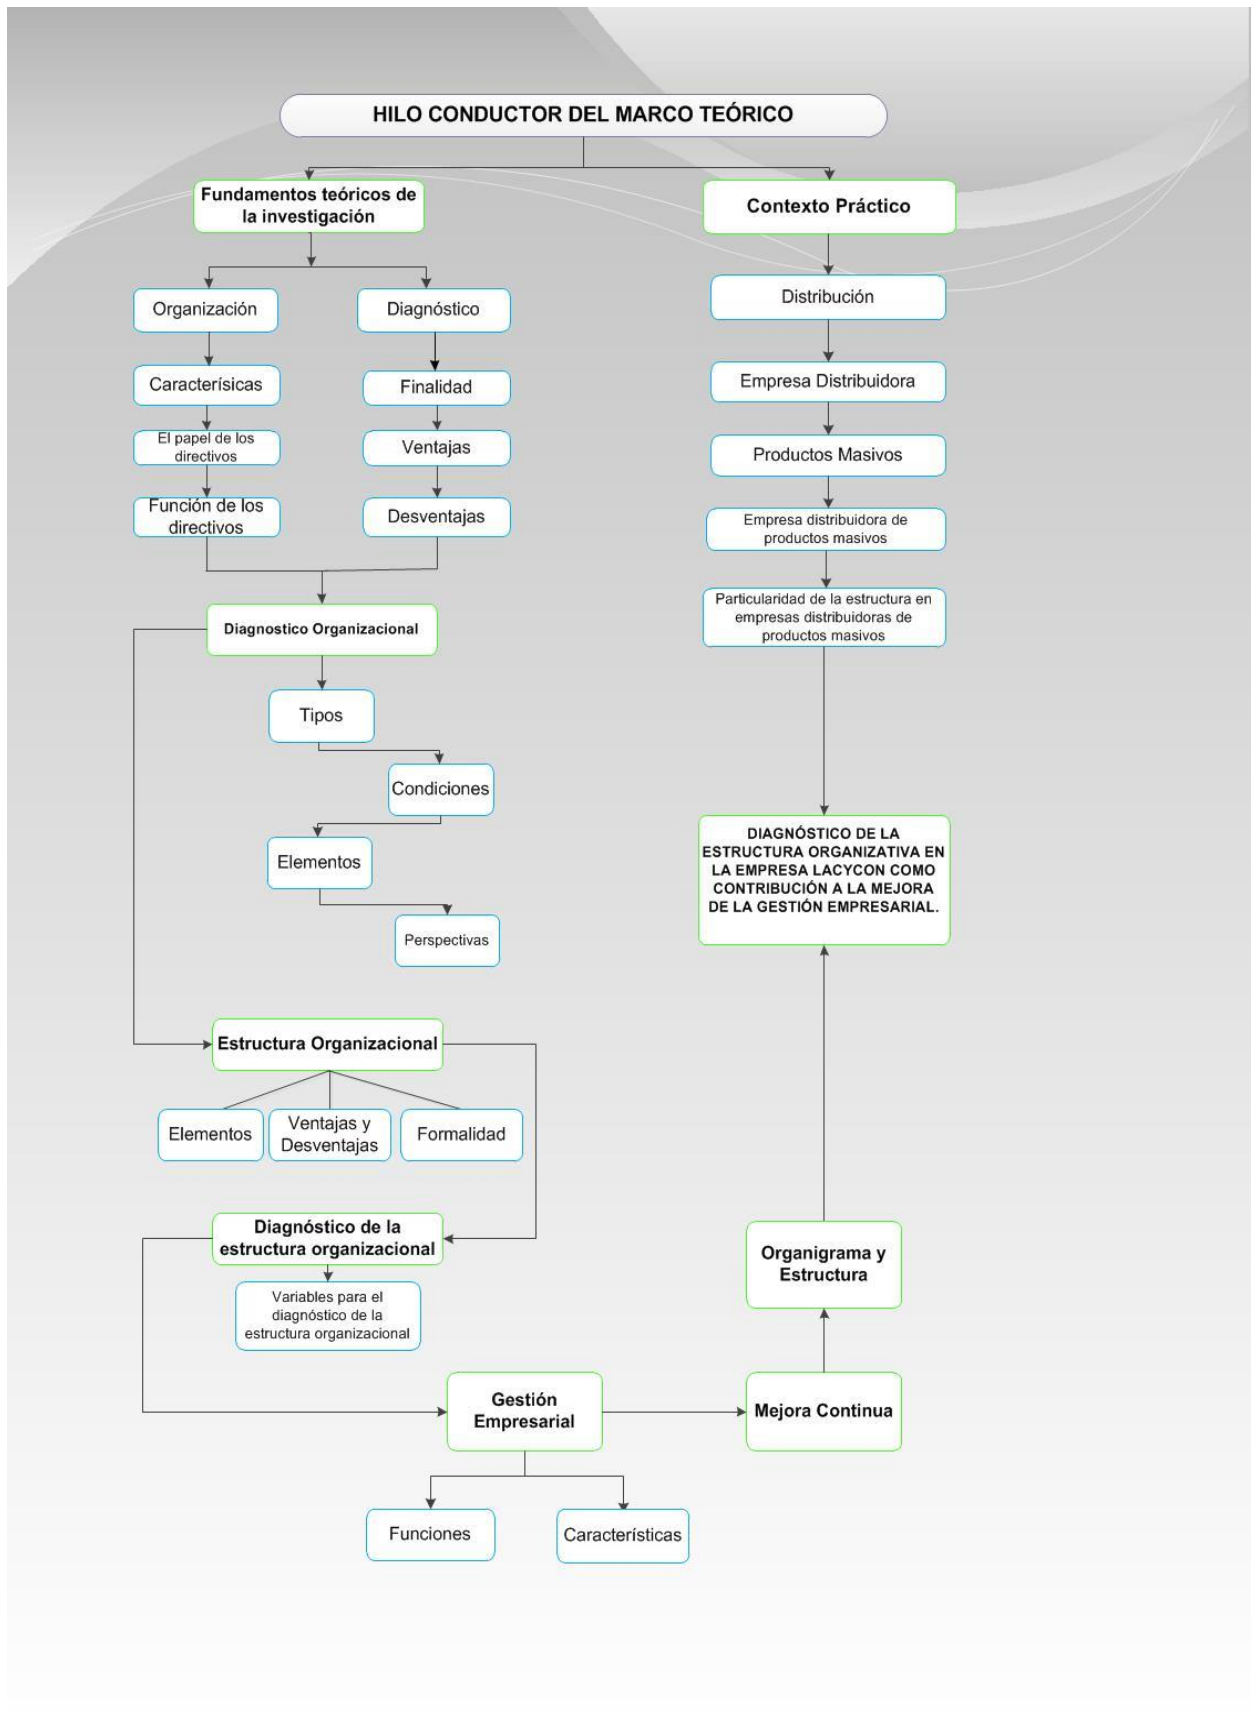 HILO CONDUCTOR DEL MARCO TEÓRICO
Fundamentos teóricos de
la investigación
Contexto Práctico
Organización
Diagnóstico
Distribución
Caracterísicas
Finalidad
Empresa Distribuidora
El papel de los
directivos
Ventajas
Productos Masivos
Función de los
directivos
Desventajas
Empresa distribuidora de
productos masivos
Diagnostico Organizacional
Particularidad de la estructura en
empresas distribuidoras de
productos masivos
Tipos
Condiciones
Elementos
Perspectivas
DIAGNÓSTICO DE LA
ESTRUCTURA ORGANIZATIVA EN
LA EMPRESA LACYCON COMO
CONTRIBUCIÓN A LA MEJORA
DE LA GESTIÓN EMPRESARIAL.
Estructura Organizacional
Elementos
Ventajas y
Desventajas
Formalidad
Diagnóstico de la
estructura organizacional
Variables para el
diagnóstico de la
estructura organizacional
Organigrama y
Estructura
Gestión
Empresarial
Mejora Continua
Funciones
Características